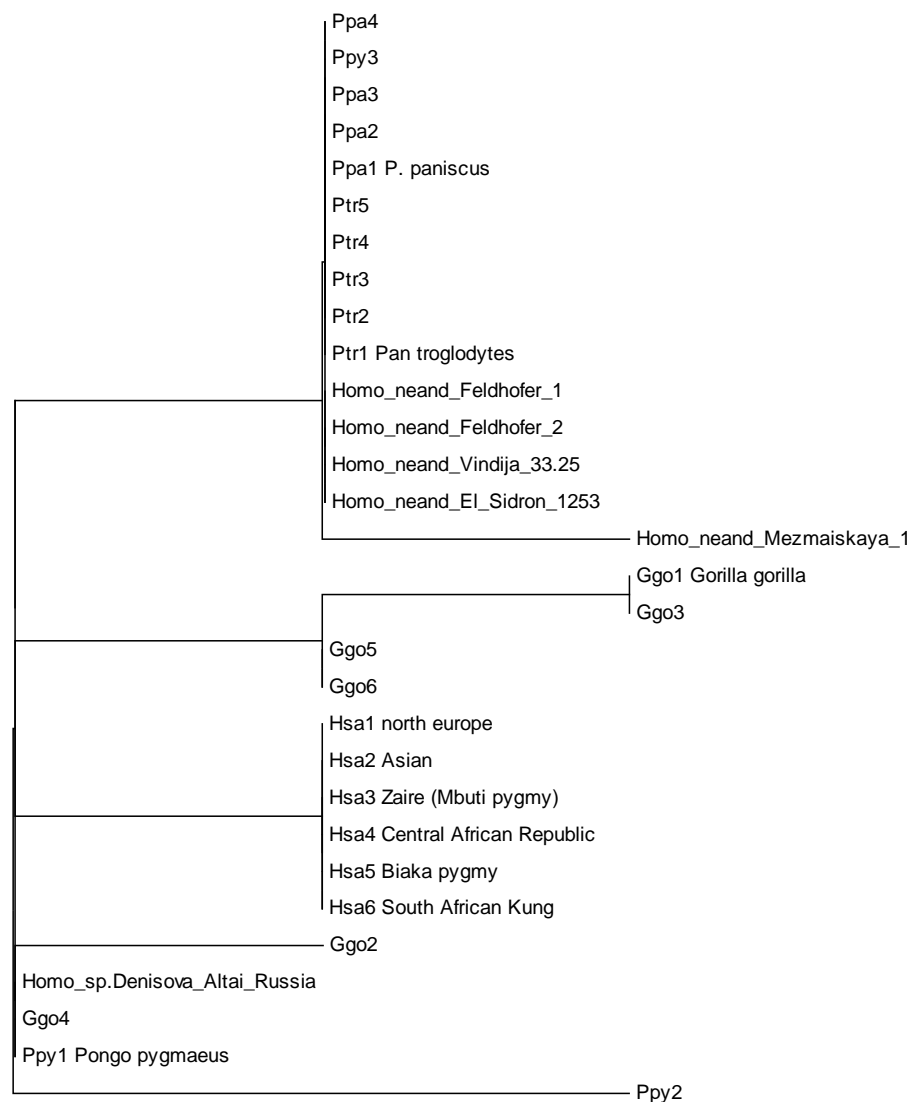 Ppa4
Ppy3
Ppa3
Ppa2
Ppa1 P. paniscus
Ptr5
Ptr4
Ptr3
Ptr2
Ptr1 Pan troglodytes
Homo_neand_Feldhofer_1
Homo_neand_Feldhofer_2
Homo_neand_Vindija_33.25
Homo_neand_El_Sidron_1253
Homo_neand_Mezmaiskaya_1
Ggo1 Gorilla gorilla
Ggo3
Ggo5
Ggo6
Hsa1 north europe
Hsa2 Asian
Hsa3 Zaire (Mbuti pygmy)
Hsa4 Central African Republic
Hsa5 Biaka pygmy
Hsa6 South African Kung
Ggo2
Homo_sp.Denisova_Altai_Russia
Ggo4
Ppy1 Pongo pygmaeus
Ppy2